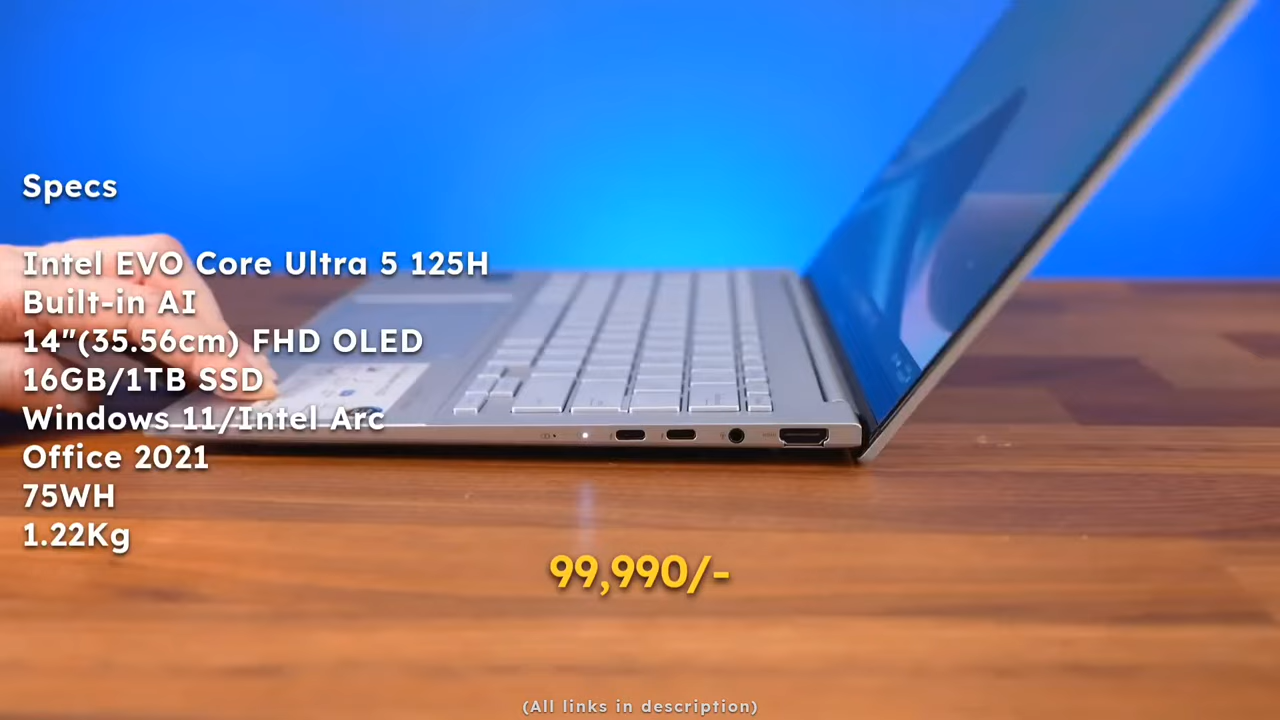 Specs
Intel EVO Core Ultra 5 125H
Built-in AI
14"(35.56cm) FHD OLED
16GB/1TB SSD
Windows 11/Intel Arc
Office 2021
75WH
1.22Kg
99,990/-
(All links in description)